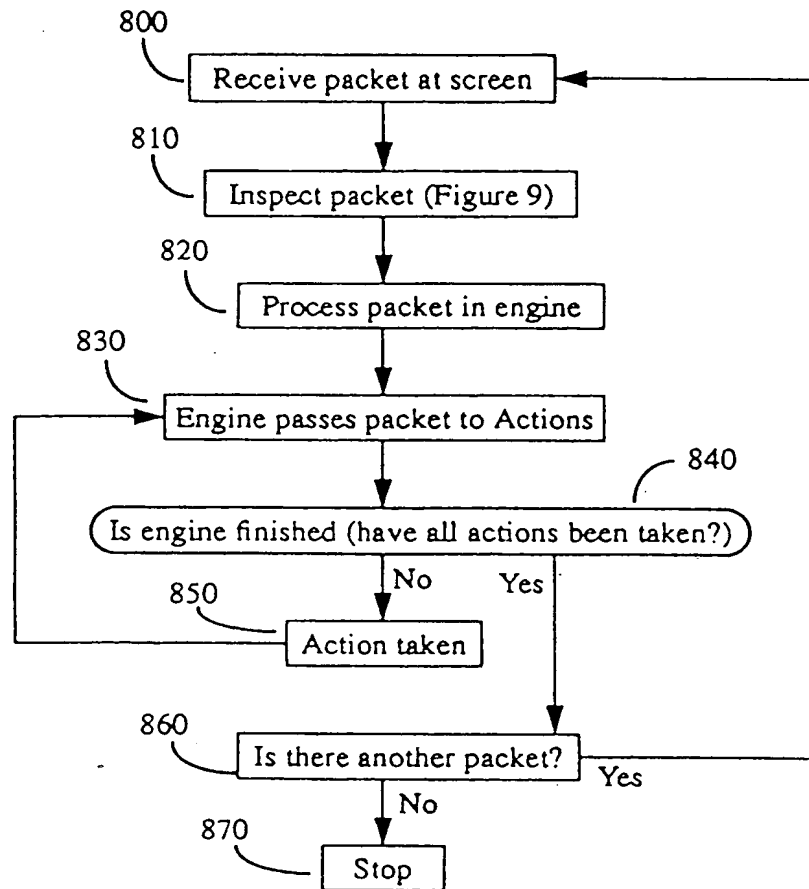 800
Receive packet at screen
810
Inspect packet (Figure 9)
820
Process packet in engine
830
Engine passes packet to Actions
840
Is engine finished (have all actions been taken?)
No
Yes
850
Action taken
860
Is there another packet?
Yes
No
870
Stop